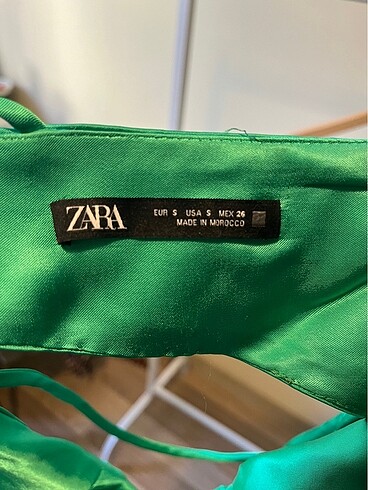 ZARA
EUR S USA S MEX 26
MADE IN MOROCCO